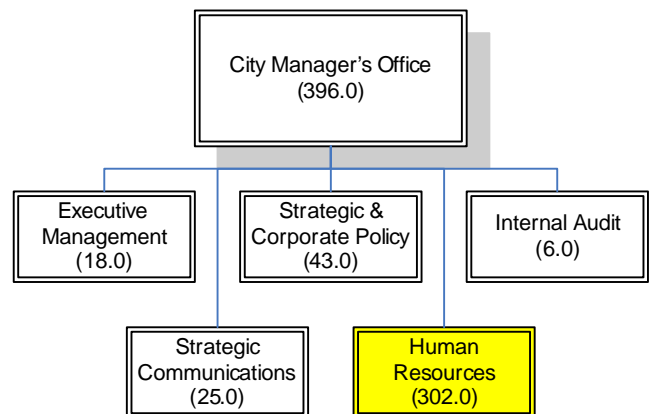 City Manager's Office
(396.0)
Executive
Management
(18.0)
Strategic &
Corporate Policy
(43.0)
Internal Audit
(6.0)
Strategic
Communications
(25.0)
Human
Resources
(302.0)